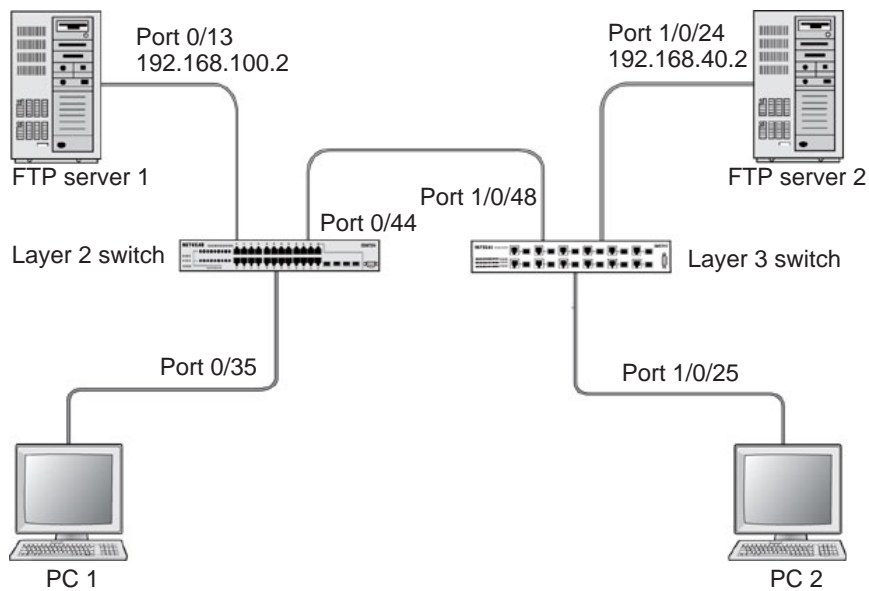 Port 0/13
192.168.100.2
Port 1/0/24
192.168.40.2
FTP server 1
FTP server 2
Port 1/0/48
Port 0/44
Layer 2 switch
NETGEAR
NETGEAR
Layer 3 switch
Port 0/35
Port 1/0/25
PC 1
PC 2